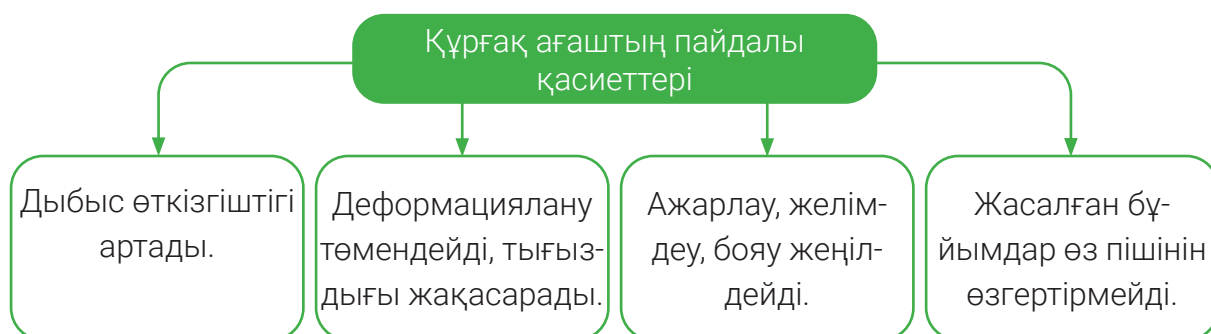 Құрғақ ағаштың пайдалы
қасиеттері
Дыбыс өткізгіштігі
артады.
Деформациялану
төмендейді, тығыз-
дығы жақасарады.
Ажарлау, желім-
деу, бояу жеңіл-
дейді.
Жасалған бұ-
йымдар өз пішінін
өзгертірмейді.